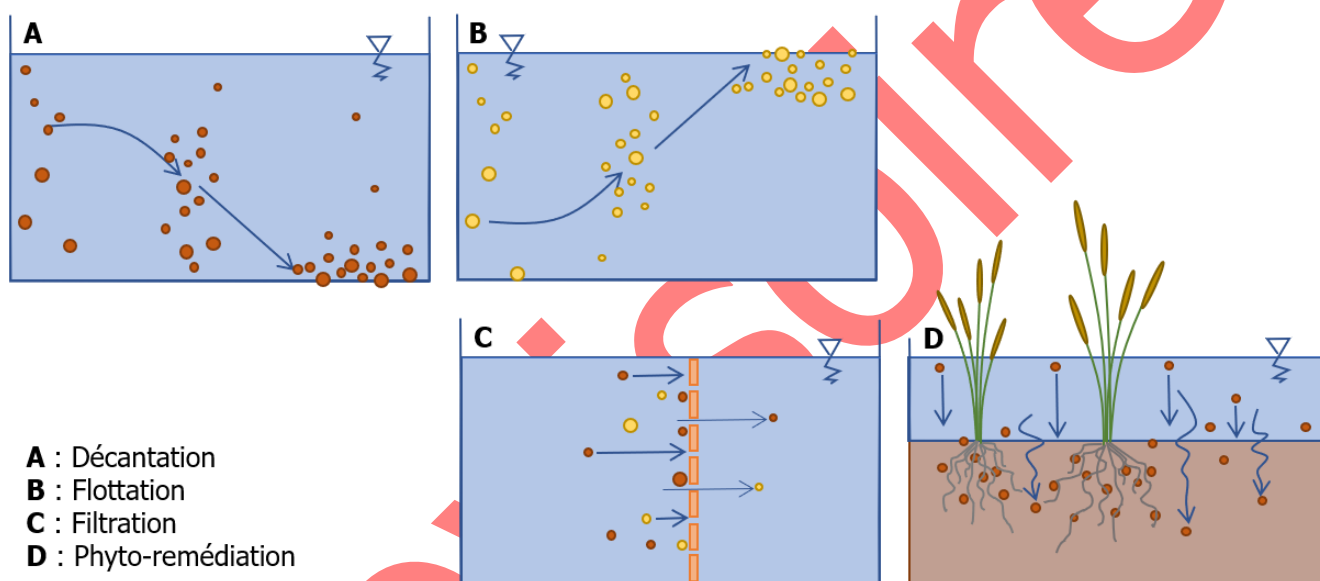 A
B
C
D
A : Décantation
B : Flottation
C : Filtration
D : Phyto-remédiation